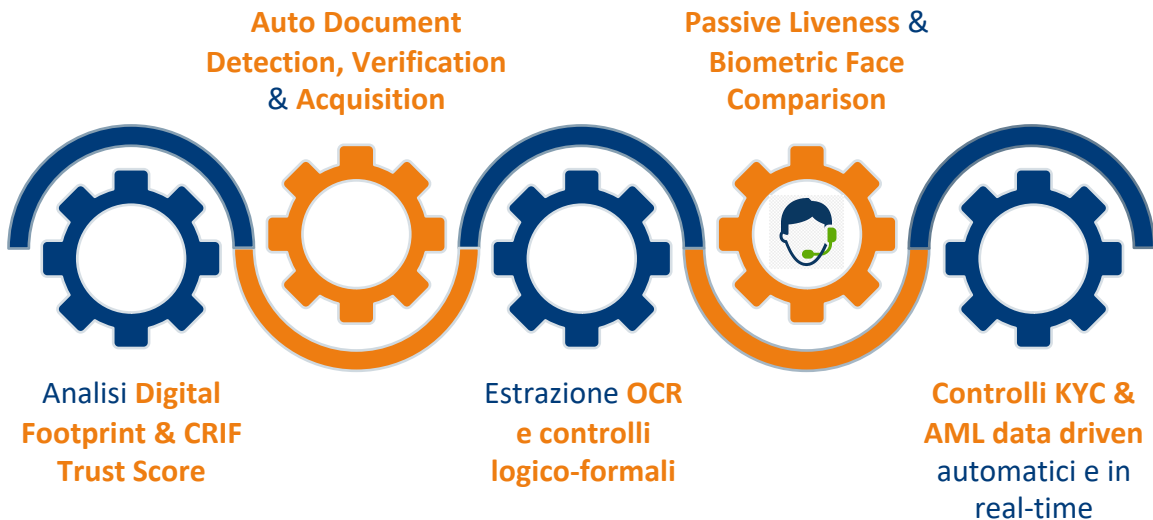 Auto Document
Detection, Verification
& Acquisition
Passive Liveness &
Biometric Face
Comparison
Analisi Digital
Footprint & CRIF
Trust Score
Estrazione OCR
e controlli
logico-formali
Controlli KYC &
AML data driven
automatici e in
real-time